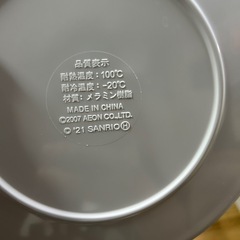 品質表示
耐熱温度:100℃
耐冷温度:-20℃
材質:メラミン樹脂
MADE IN CHINA
©2007 AEON CO.,LTD.
©'21 SANRIO Ⓗ